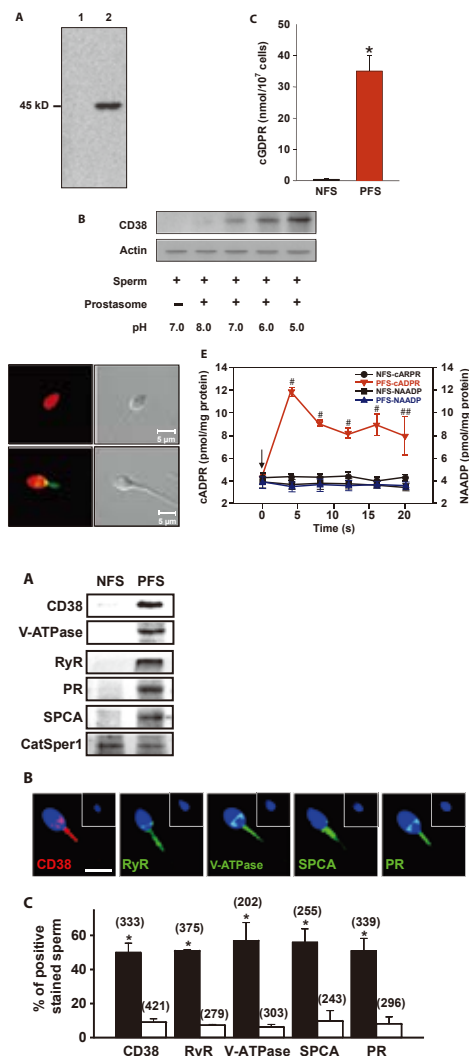 A
1 2
45 kD
C
cGDPR (nmol/10⁷ cells)
50
40
30
20
10
0
*
NFS PFS
B
CD38
Actin
Sperm + + + + +
Prostasome − + + + +
pH 7.0 8.0 7.0 6.0 5.0
5 µm
5 µm
E
NFS-cARPR
PFS-cADPR
NFS-NAADP
PFS-NAADP
cADPR (pmol/mg protein)
14
12
10
8
6
4
2
# # # # ##
NAADP (pmol/mg protein)
14
12
10
8
6
4
2
0 5 10 15 20
Time (s)
A
NFS PFS
CD38
V-ATPase
RyR
PR
SPCA
CatSper1
B
CD38 RyR V-ATPase SPCA PR
C
% of positive
stained sperm
60
40
20
0
(333) (375) (202) (255) (339)
* * * * *
(421) (279) (303) (243) (296)
CD38 RyR V-ATPase SPCA PR